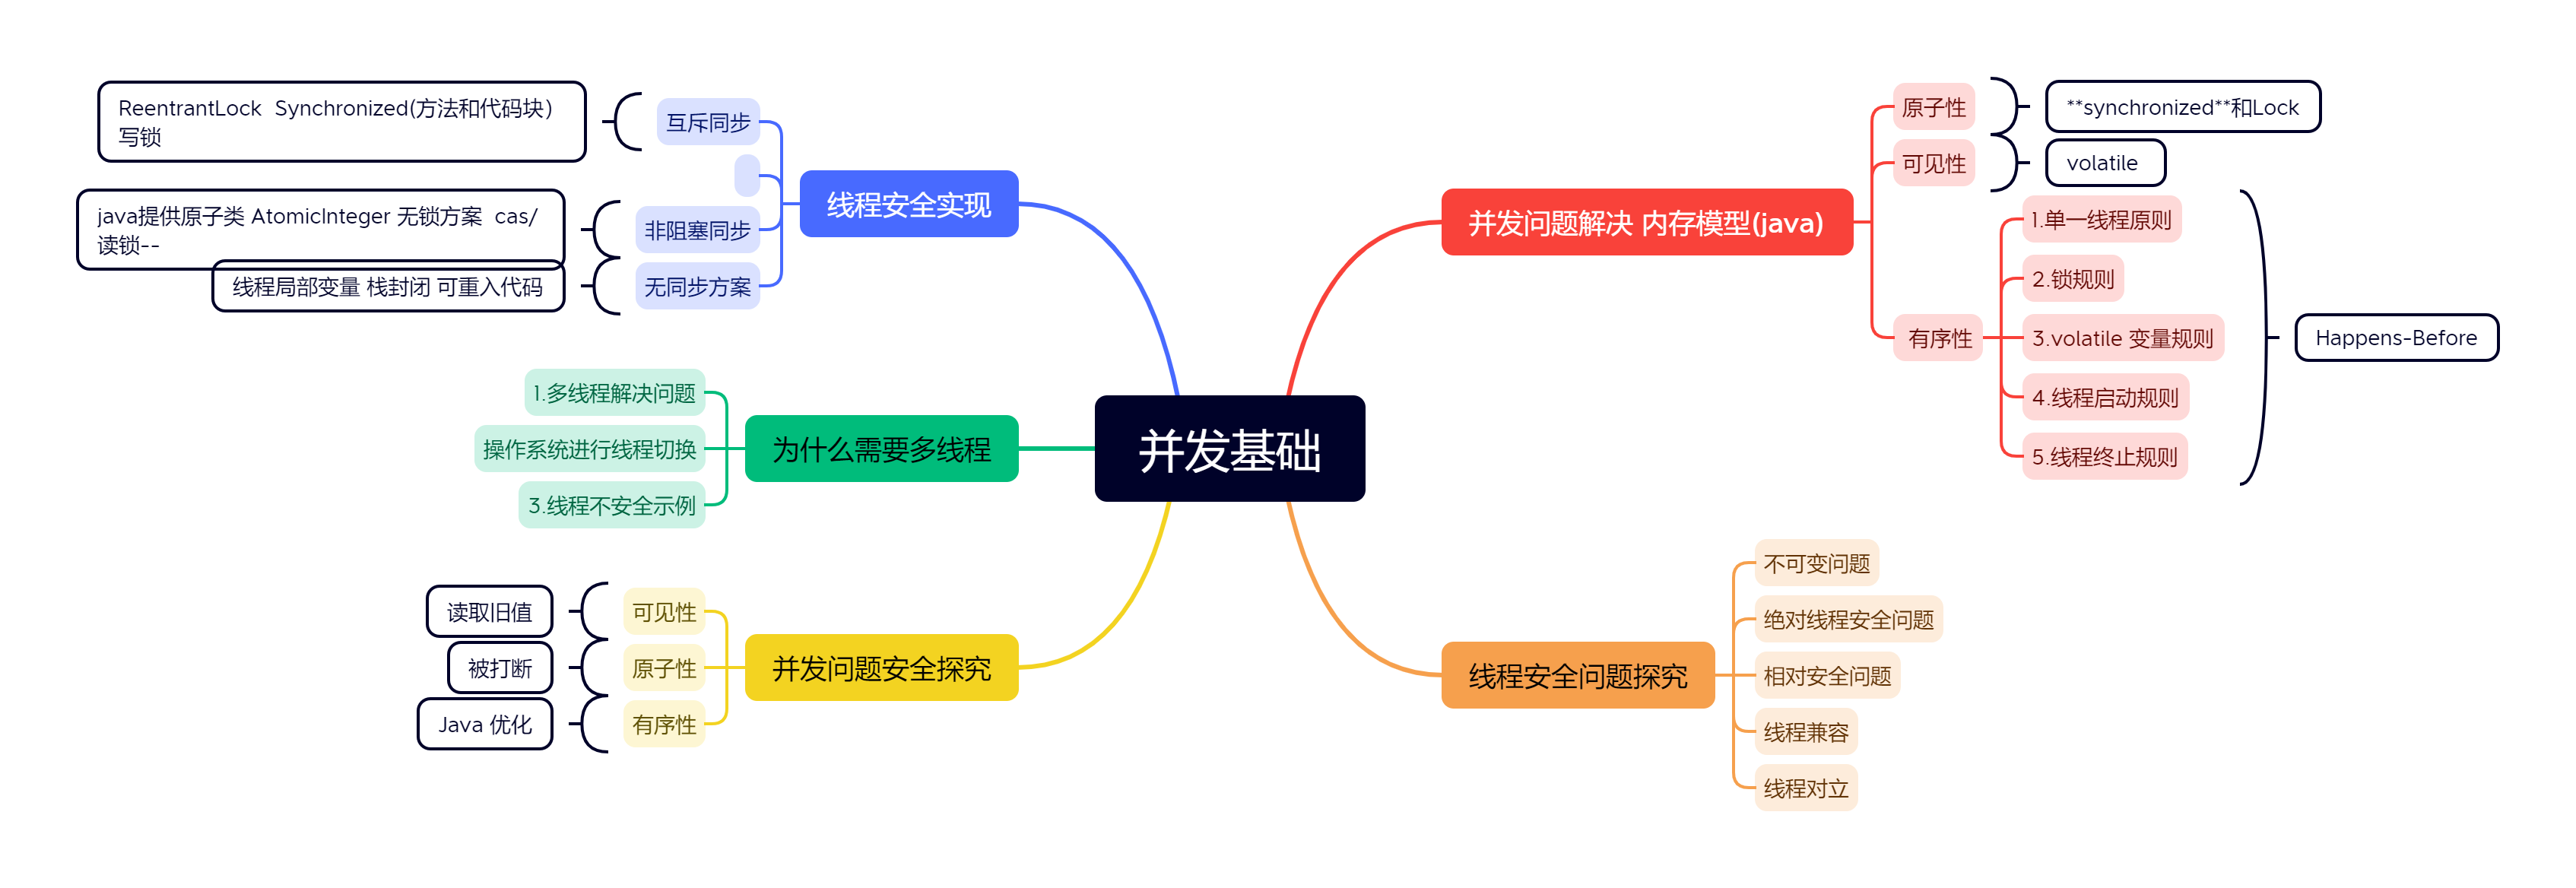 并发基础
并发问题解决 内存模型(java)
原子性
**synchronized**和Lock
可见性
volatile
有序性
1.单一线程原则
2.锁规则
3.volatile 变量规则
4.线程启动规则
5.线程终止规则
Happens-Before
线程安全问题探究
不可变问题
绝对线程安全问题
相对安全问题
线程兼容
线程对立
线程安全实现
互斥同步
ReentrantLock  Synchronized(方法和代码块)
写锁
非阻塞同步
java提供原子类 AtomicInteger 无锁方案  cas/
读锁--
无同步方案
线程局部变量 栈封闭 可重入代码
为什么需要多线程
1.多线程解决问题
操作系统进行线程切换
3.线程不安全示例
并发问题安全探究
可见性
读取旧值
原子性
被打断
有序性
Java 优化